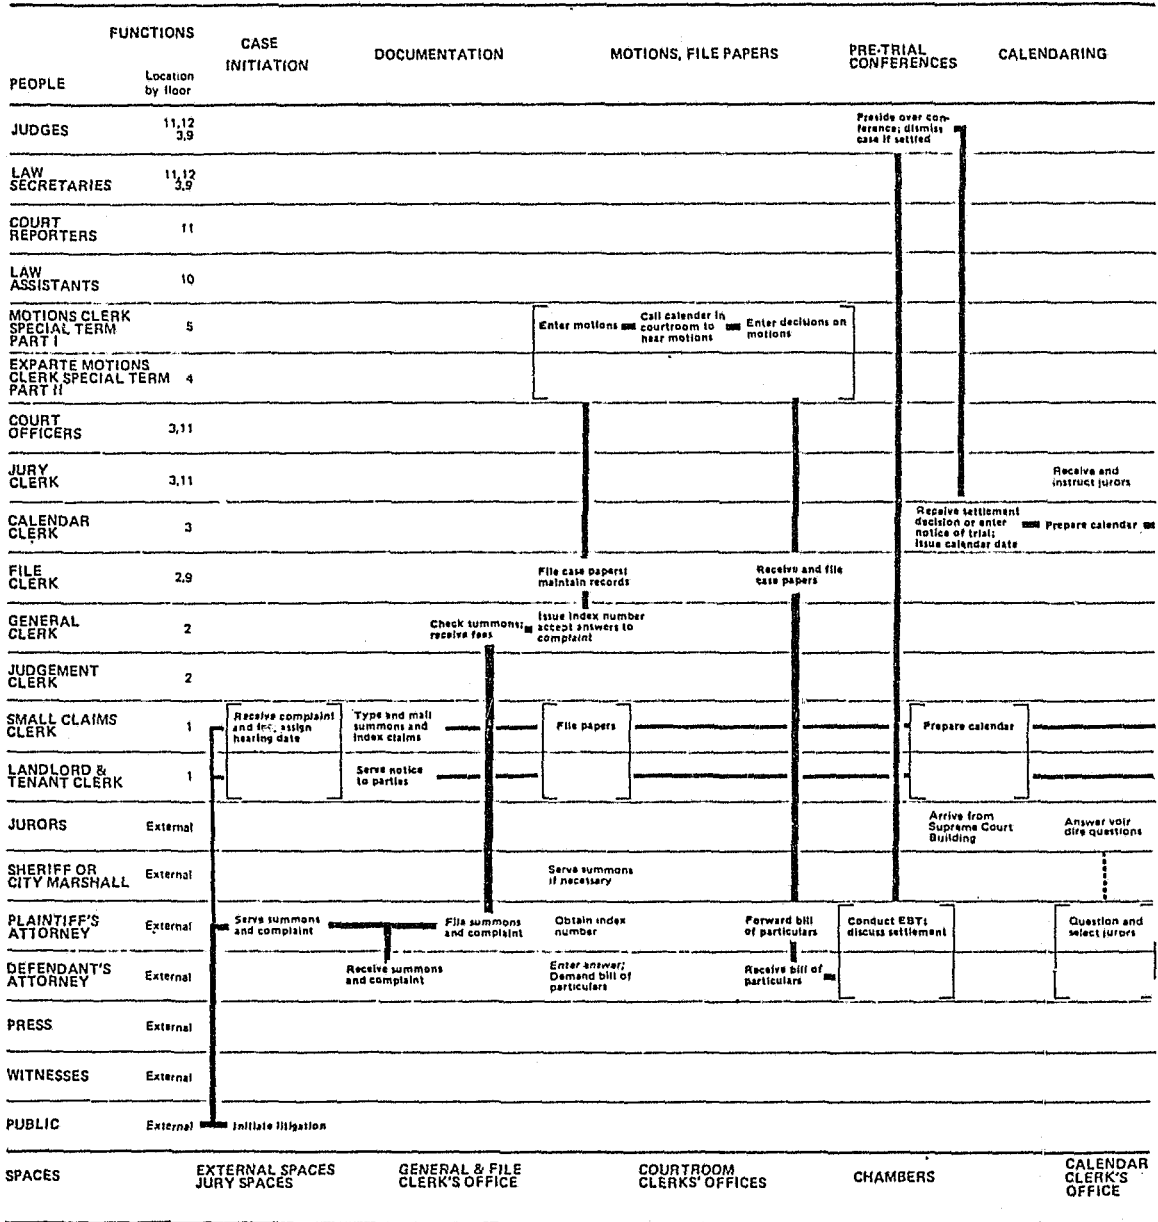 FUNCTIONS
CASE
INITIATION
DOCUMENTATION
MOTIONS, FILE PAPERS
PRE-TRIAL
CONFERENCES
CALENDARING
PEOPLE
Location
by floor
JUDGES
11,12
3,9
Preside over con-
ference; dismiss
case if settled
LAW
SECRETARIES
11,12
3,9
COURT
REPORTERS
11
LAW
ASSISTANTS
10
MOTIONS CLERK
SPECIAL TERM
PART I
5
Enter motions
Call calender in
courtroom to
hear motions
Enter decisions on
motions
EXPARTE MOTIONS
CLERK SPECIAL TERM
PART II
4
COURT
OFFICERS
3,11
JURY
CLERK
3,11
Receive and
instruct jurors
CALENDAR
CLERK
3
Receive settlement
decision or enter
notice of trial;
issue calendar date
Prepare calendar
FILE
CLERK
2,9
File case papers;
maintain records
Receive and file
case papers
GENERAL
CLERK
2
Check summons;
receive fees
Issue index number
accept answers to
complaint
JUDGEMENT
CLERK
2
SMALL CLAIMS
CLERK
1
Receive complaint
and fee, assign
hearing date
Type and mail
summons and
index claims
File papers
Prepare calendar
LANDLORD &
TENANT CLERK
1
Serve notice
to parties
JURORS
External
Arrive from
Supreme Court
Building
Answer voir
dire questions
SHERIFF OR
CITY MARSHALL
External
Serve summons
if necessary
PLAINTIFF'S
ATTORNEY
External
Serve summons
and complaint
File summons
and complaint
Obtain index
number
Forward bill
of particulars
Conduct EBT;
discuss settlement
Question and
select jurors
DEFENDANT'S
ATTORNEY
External
Receive summons
and complaint
Enter answer;
Demand bill of
particulars
Receive bill of
particulars
PRESS
External
WITNESSES
External
PUBLIC
External
Initiate litigation
SPACES
EXTERNAL SPACES
JURY SPACES
GENERAL & FILE
CLERK'S OFFICE
COURTROOM
CLERKS' OFFICES
CHAMBERS
CALENDAR
CLERK'S
OFFICE